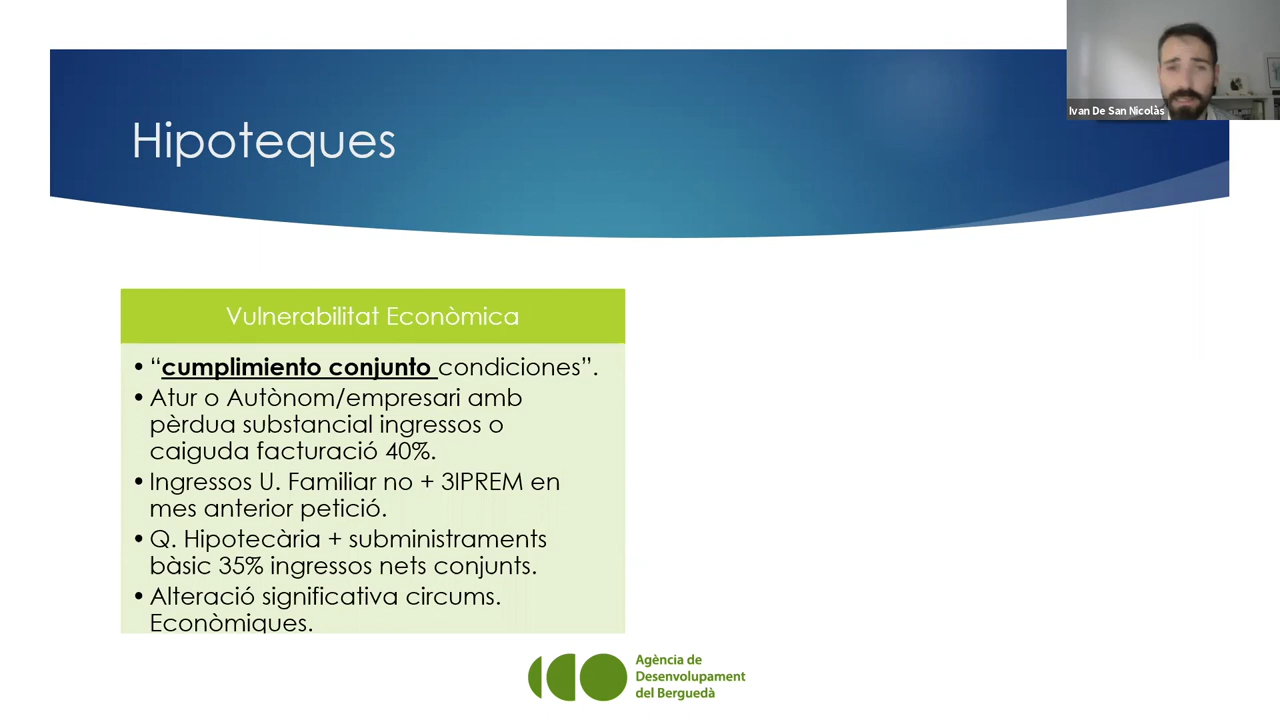 Ivan De San Nicolàs
Hipoteques
Vulnerabilitat Econòmica
• “cumplimiento conjunto condiciones”.
• Atur o Autònom/empresari amb
pèrdua substancial ingressos o
caiguda facturació 40%.
• Ingressos U. Familiar no + 3IPREM en
mes anterior petició.
• Q. Hipotecària + subministraments
bàsic 35% ingressos nets conjunts.
• Alteració significativa circums.
Econòmiques.
Agència de
Desenvolupament
del Berguedà